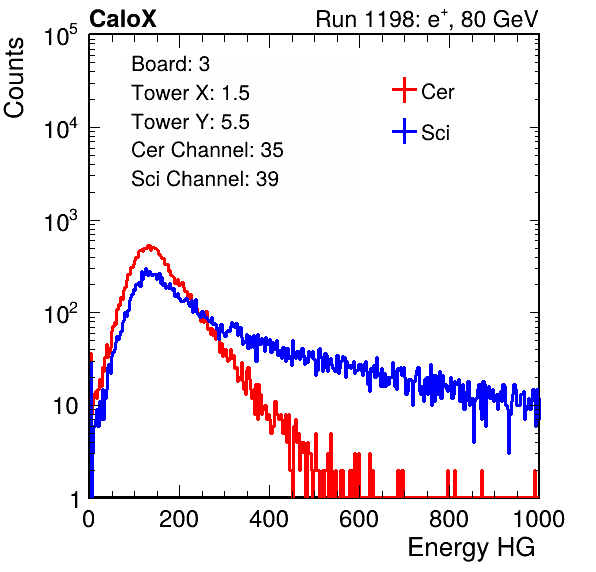 CaloX Run 1198: e⁺, 80 GeV
Counts
Board: 3
Tower X: 1.5
Tower Y: 5.5
Cer Channel: 35
Sci Channel: 39
Cer
Sci
10⁵
10⁴
10³
10²
10
1
0 200 400 600 800 1000
Energy HG